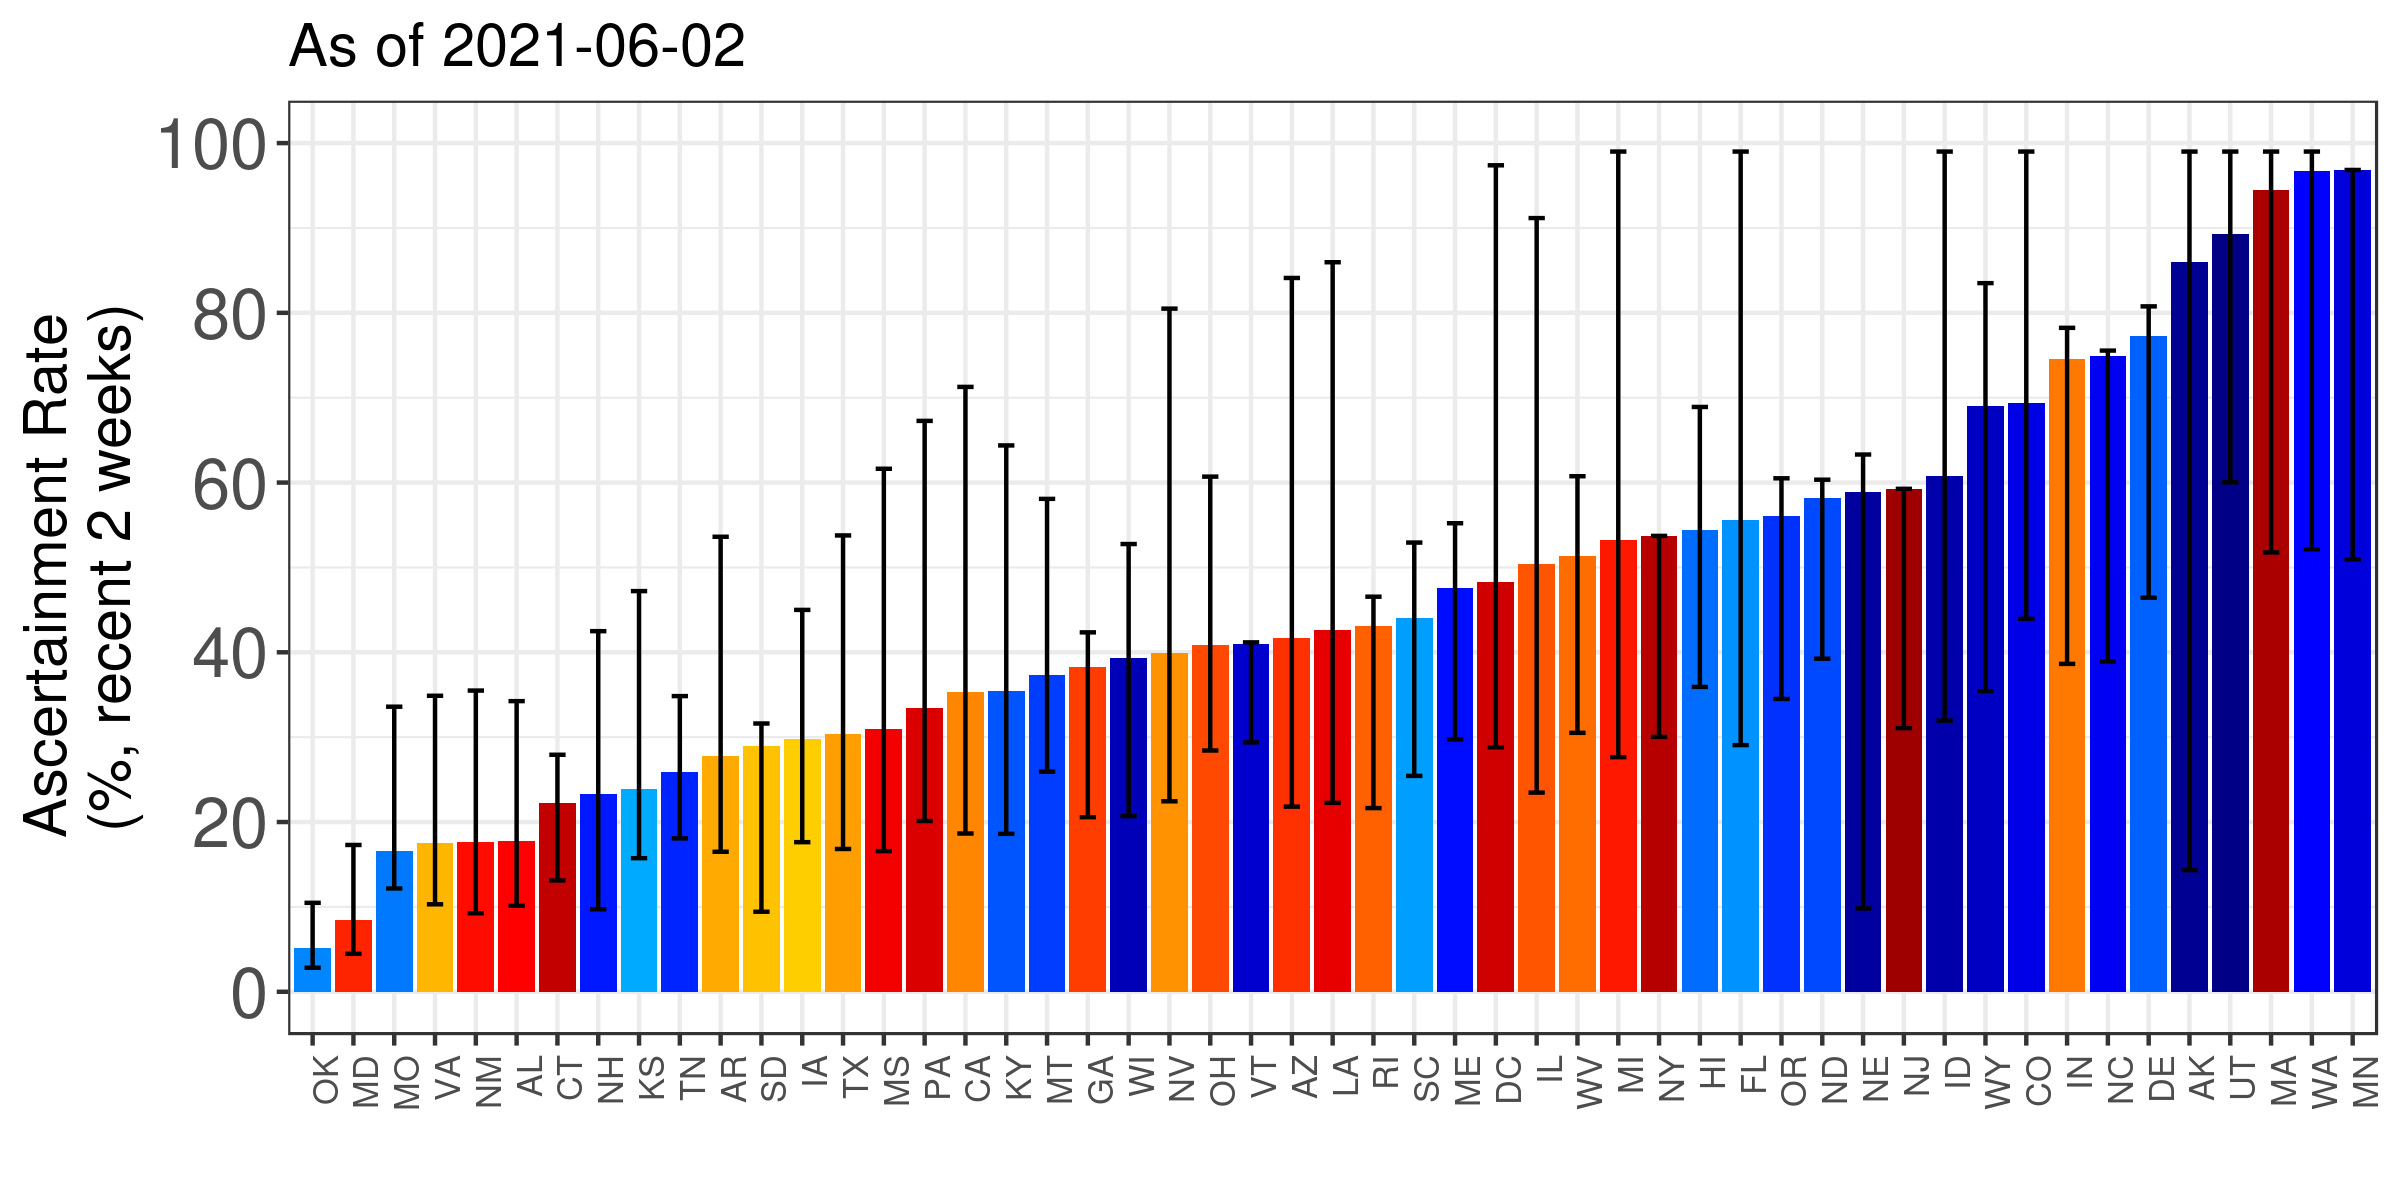 As of 2021-06-02
Ascertainment Rate
(%, recent 2 weeks)
100
80
60
40
20
0
OK MD MO VA NM AL CT NH KS TN AR SD IA TX MS PA CA KY MT GA WI NV OH VT AZ LA RI SC ME DC IL WV MI NY HI FL OR ND NE NJ ID WY CO IN NC DE AK UT MA WA MN